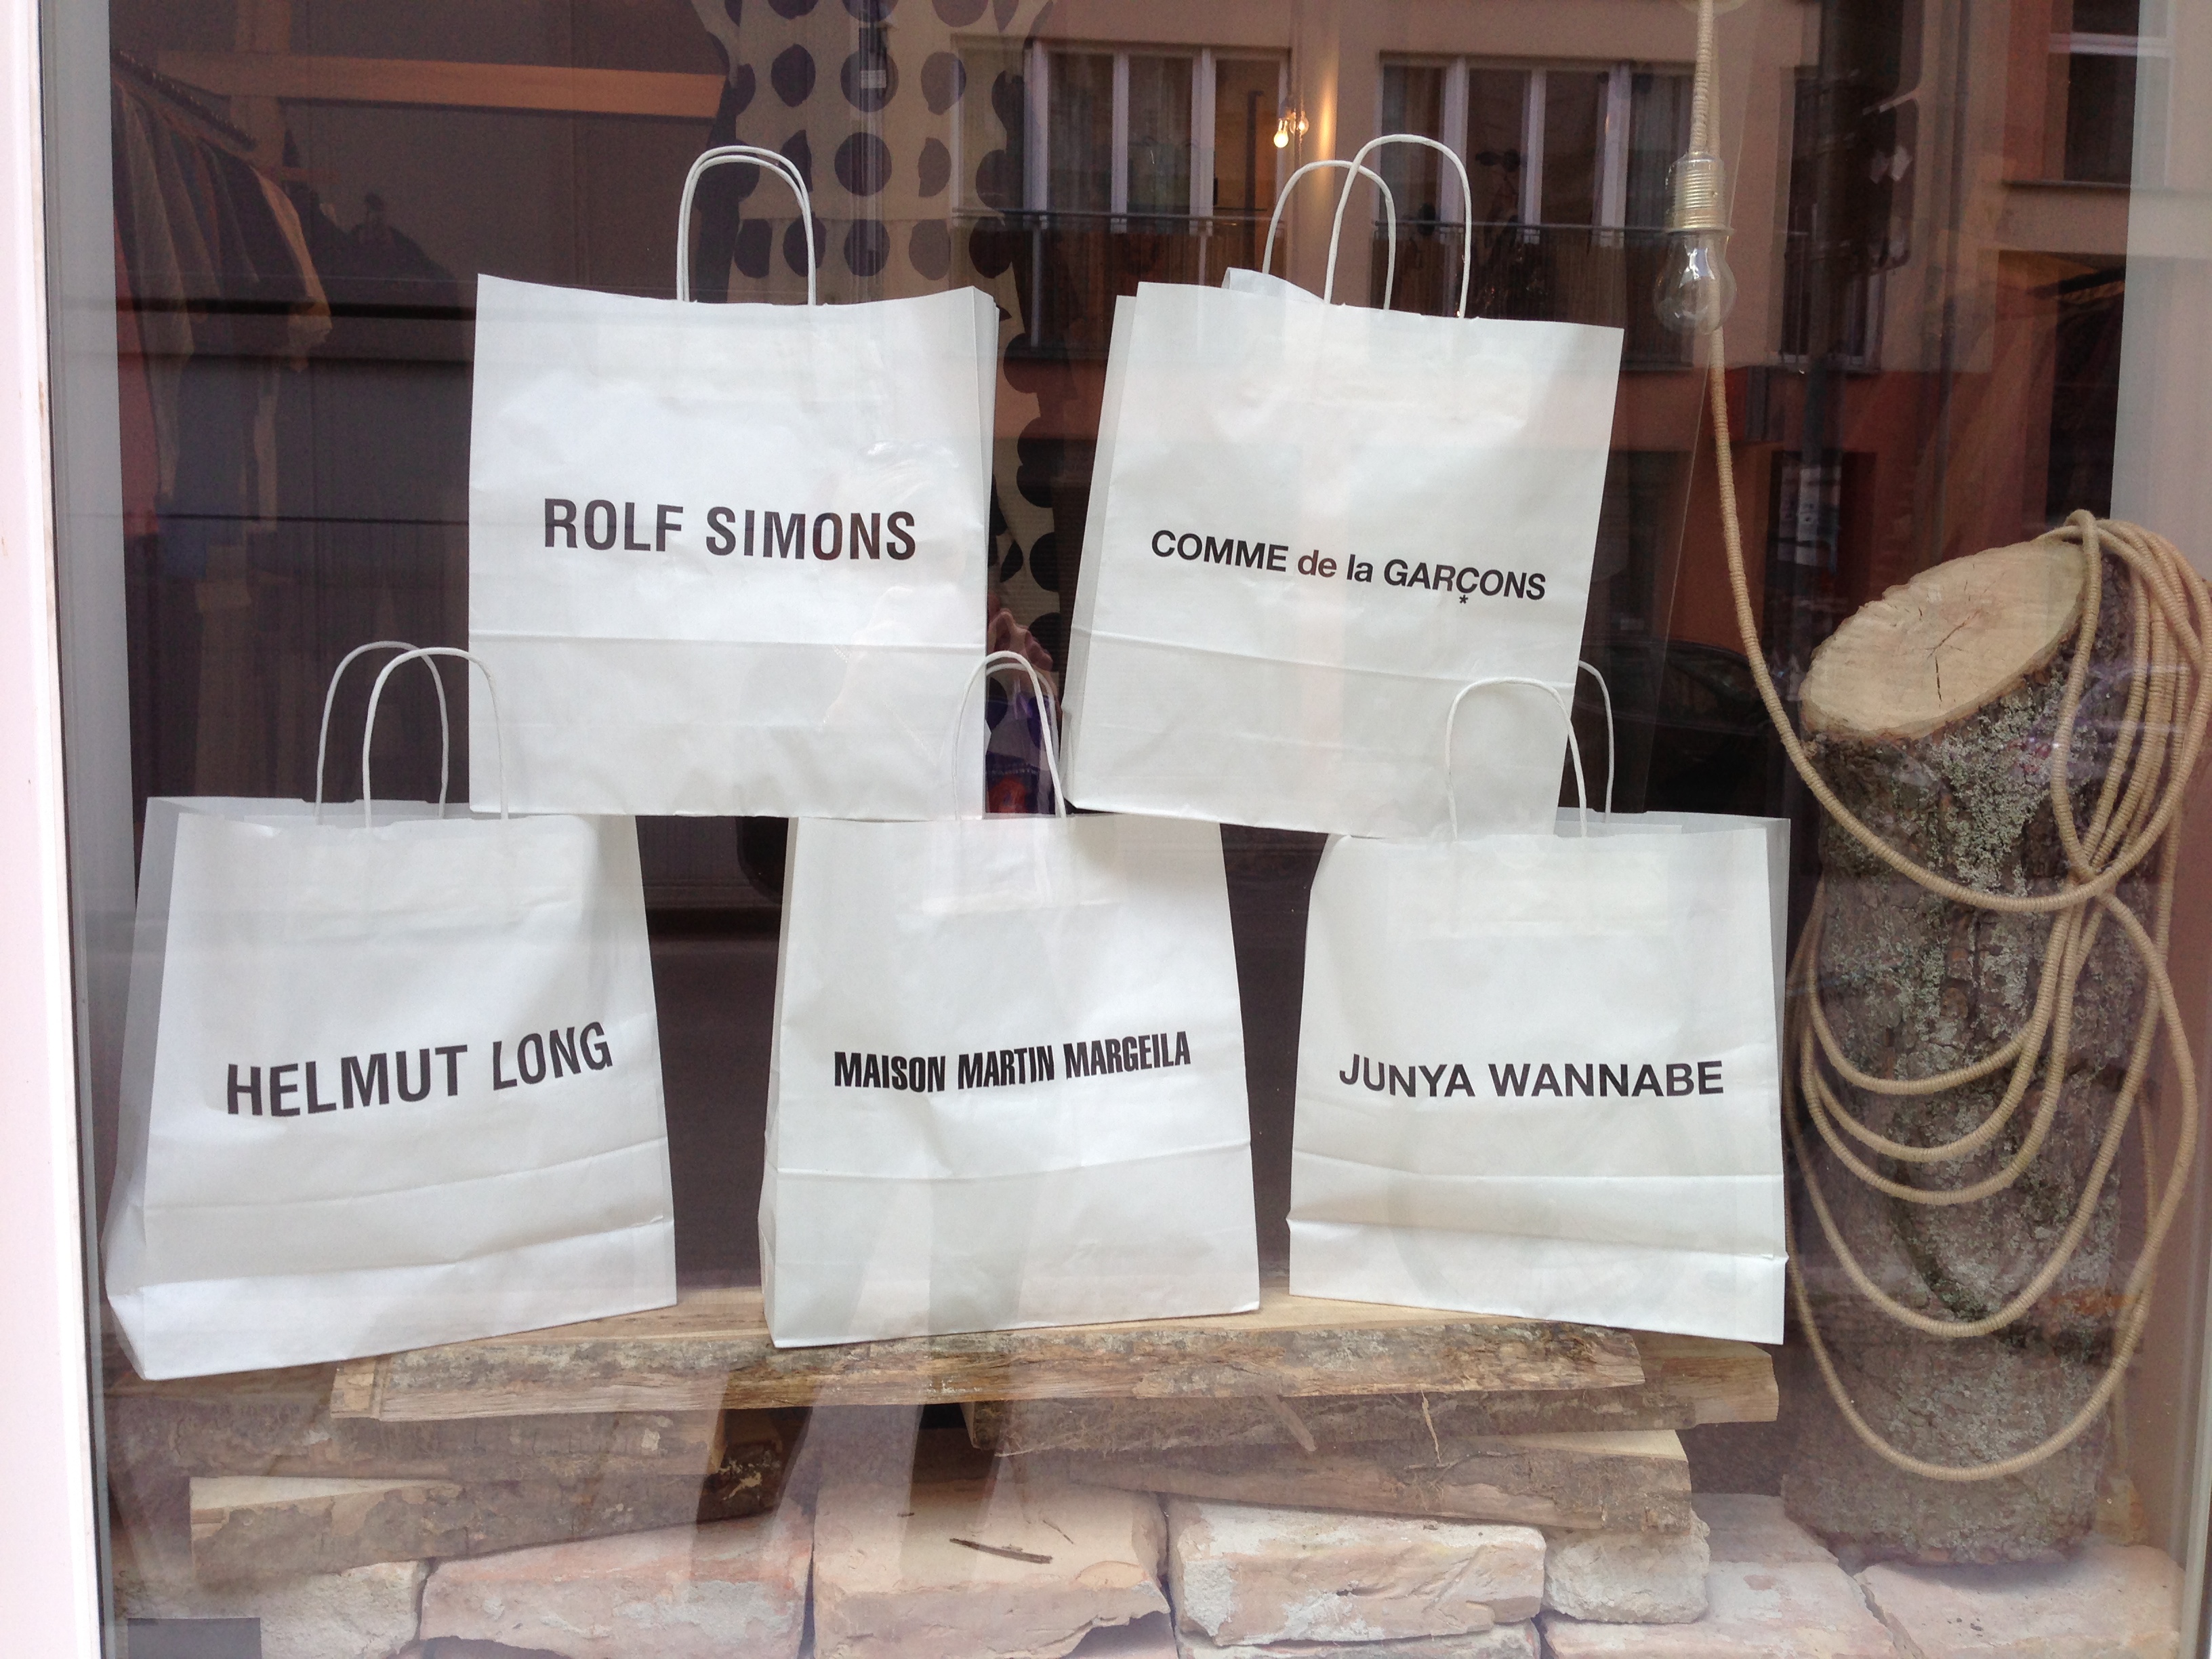 ROLF SIMONS
COMME de la GARÇONS
*
HELMUT LONG
MAISON MARTIN MARGEILA
JUNYA WANNABE